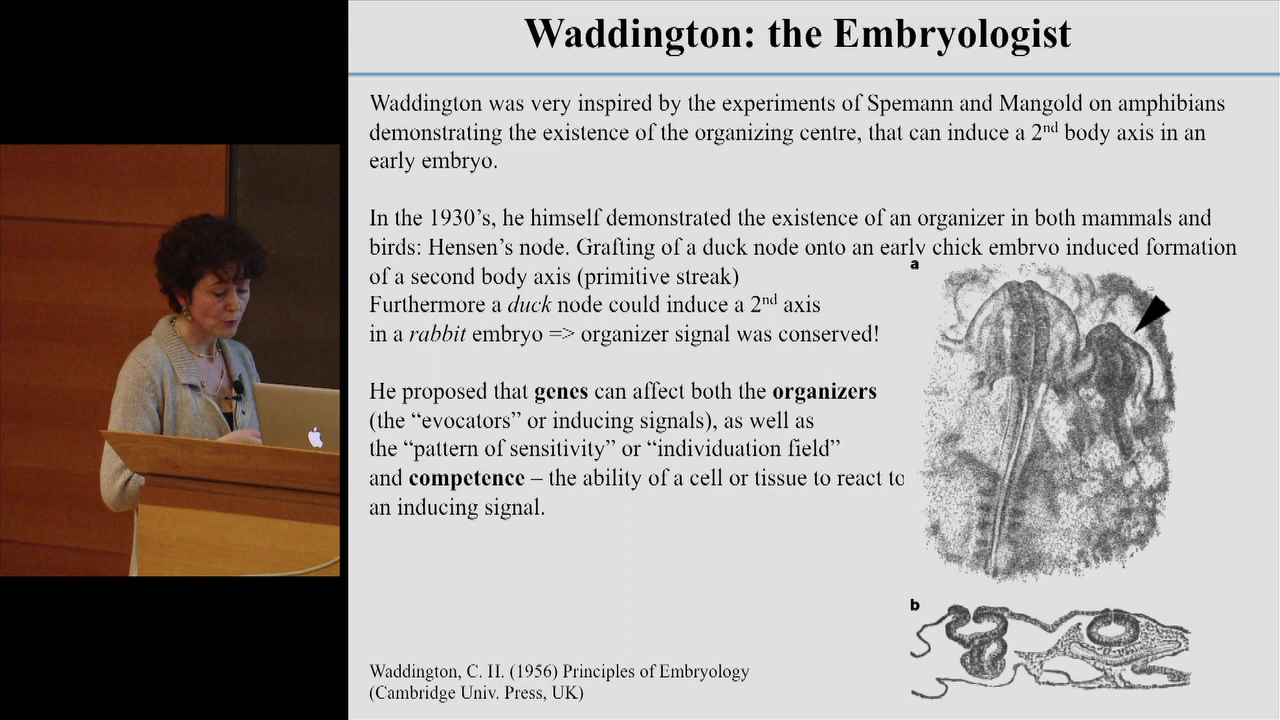 Waddington: the Embryologist
Waddington was very inspired by the experiments of Spemann and Mangold on amphibians
demonstrating the existence of the organizing centre, that can induce a 2nd body axis in an
early embryo.
In the 1930's, he himself demonstrated the existence of an organizer in both mammals and
birds: Hensen's node. Grafting of a duck node onto an early chick embryo induced formation
of a second body axis (primitive streak)
Furthermore a duck node could induce a 2nd axis
in a rabbit embryo => organizer signal was conserved!
He proposed that genes can affect both the organizers
(the “evocators” or inducing signals), as well as
the “pattern of sensitivity” or “individuation field”
and competence – the ability of a cell or tissue to react to
an inducing signal.
a
b
Waddington, C. H. (1956) Principles of Embryology
(Cambridge Univ. Press, UK)